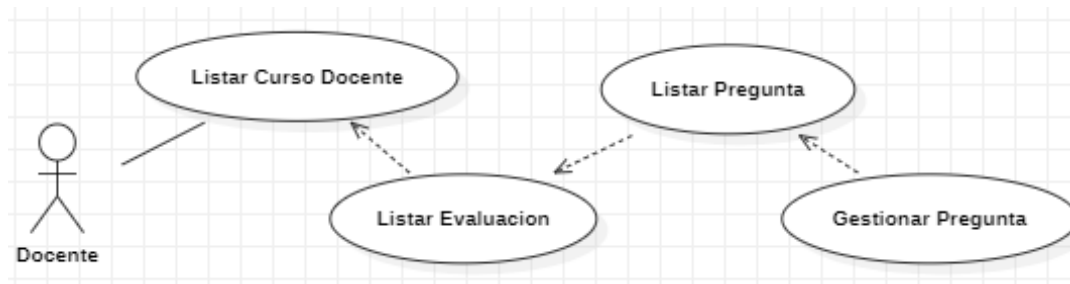 Listar Curso Docente
Listar Pregunta
Listar Evaluacion
Gestionar Pregunta
Docente